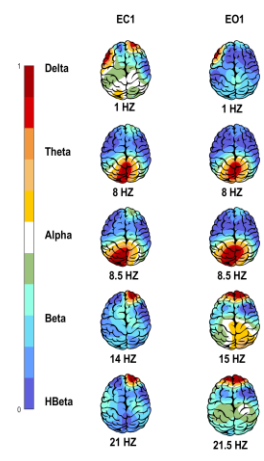 EC1 EO1
1 Delta
1 HZ 1 HZ
Theta
8 HZ 8 HZ
Alpha
8.5 HZ 8.5 HZ
Beta
14 HZ 15 HZ
0 HBeta
21 HZ 21.5 HZ